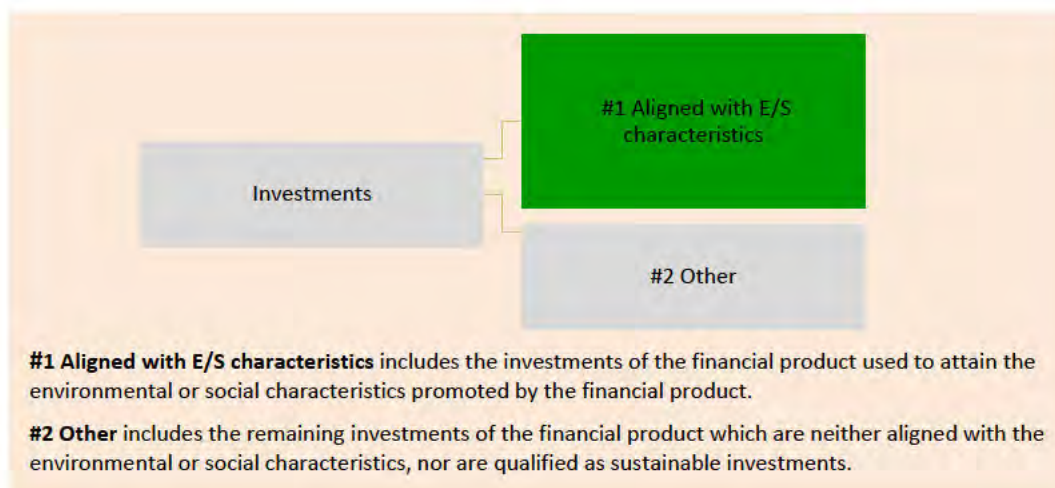 #1 Aligned with E/S
characteristics
Investments
#2 Other
#1 Aligned with E/S characteristics includes the investments of the financial product used to attain the
environmental or social characteristics promoted by the financial product.
#2 Other includes the remaining investments of the financial product which are neither aligned with the
environmental or social characteristics, nor are qualified as sustainable investments.